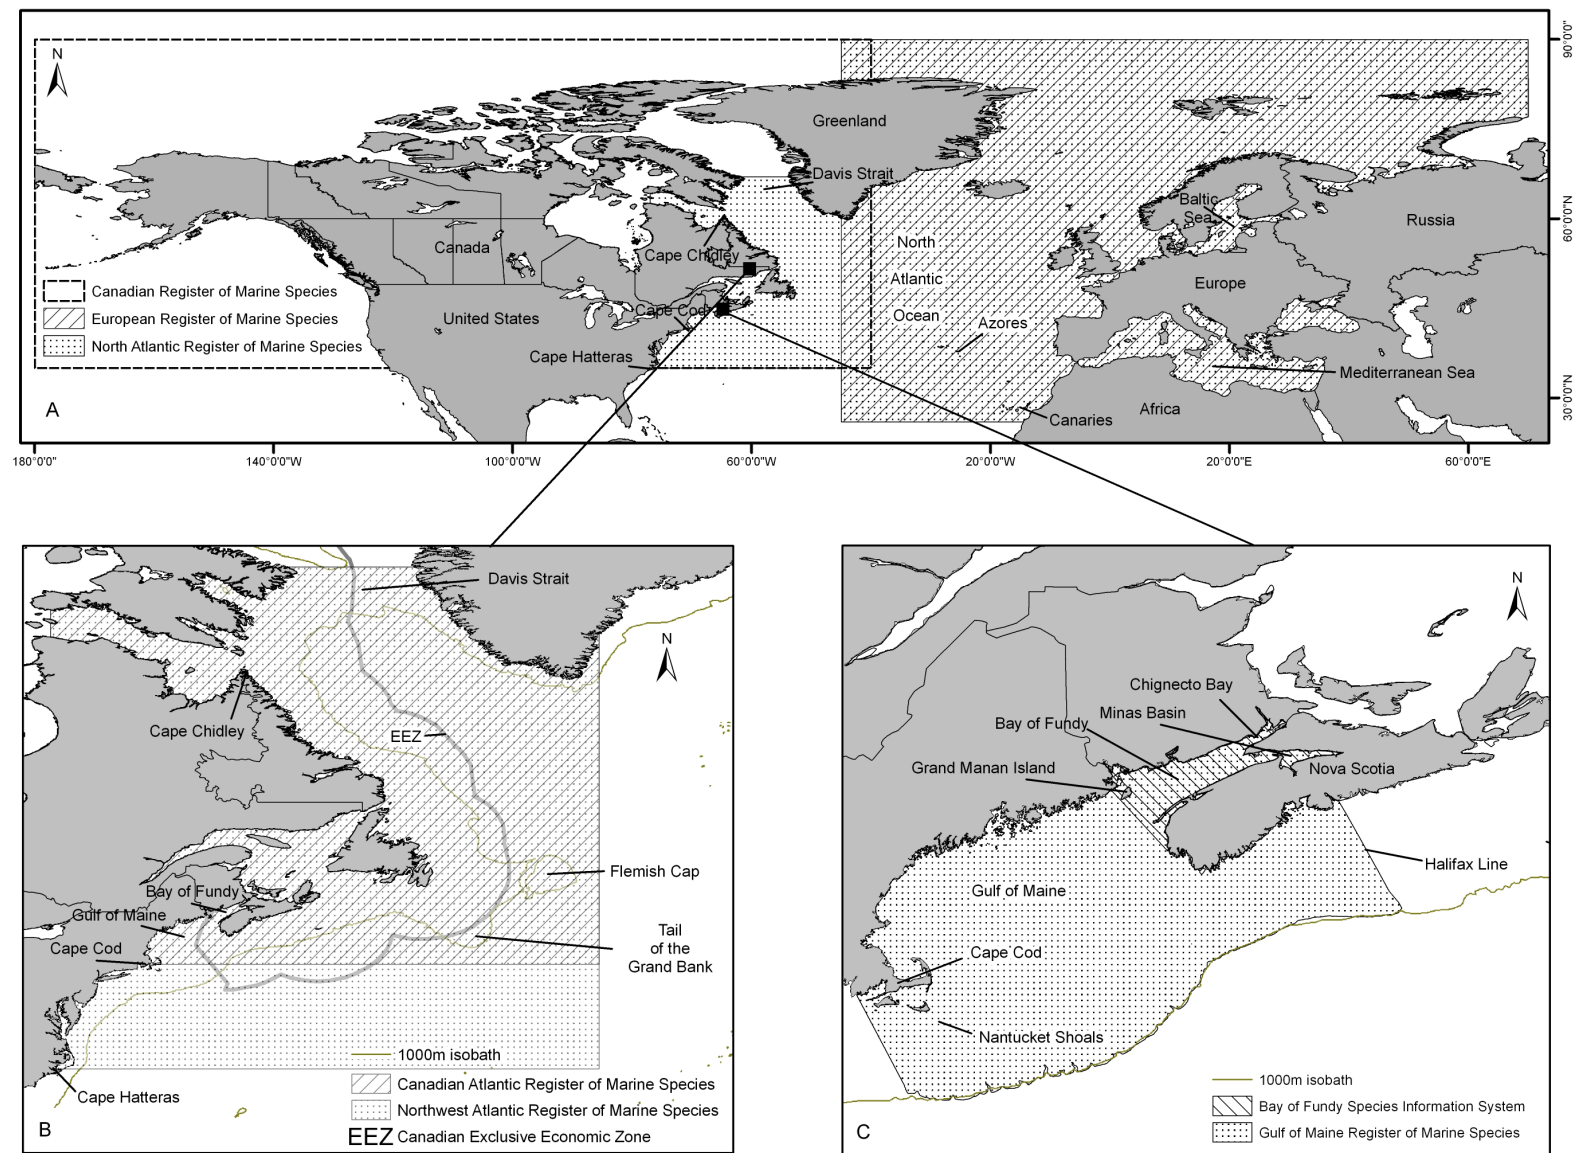 N
Greenland
Davis Strait
Baltic
Sea
Russia
North
Atlantic
Ocean
Canada
Cape Chidley
Europe
Canadian Register of Marine Species
European Register of Marine Species
North Atlantic Register of Marine Species
United States
Cape Cod
Azores
Cape Hatteras
Mediterranean Sea
A
Africa
Canaries
90°0'0"
60°0'0"N
30°0'0"N
180°0'0"
140°0'0"W
100°0'0"W
60°0'0"W
20°0'0"W
20°0'0"E
60°0'0"E
Davis Strait
N
Cape Chidley
EEZ
Flemish Cap
Bay of Fundy
Gulf of Maine
Cape Cod
Tail
of the
Grand Bank
1000m isobath
Canadian Atlantic Register of Marine Species
Northwest Atlantic Register of Marine Species
EEZ Canadian Exclusive Economic Zone
Cape Hatteras
B
N
Chignecto Bay
Minas Basin
Bay of Fundy
Grand Manan Island
Nova Scotia
Halifax Line
Gulf of Maine
Cape Cod
Nantucket Shoals
1000m isobath
Bay of Fundy Species Information System
Gulf of Maine Register of Marine Species
C